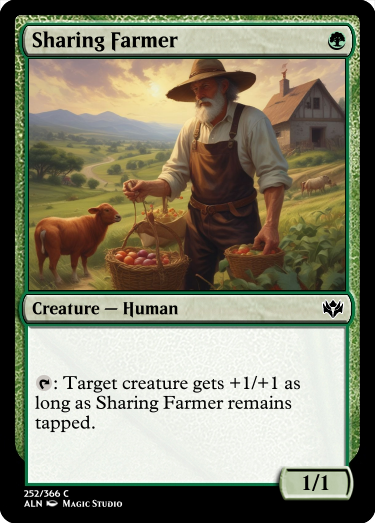 Sharing Farmer
Creature — Human
: Target creature gets +1/+1 as
long as Sharing Farmer remains
tapped.
1/1
252/366 C
ALN Magic Studio